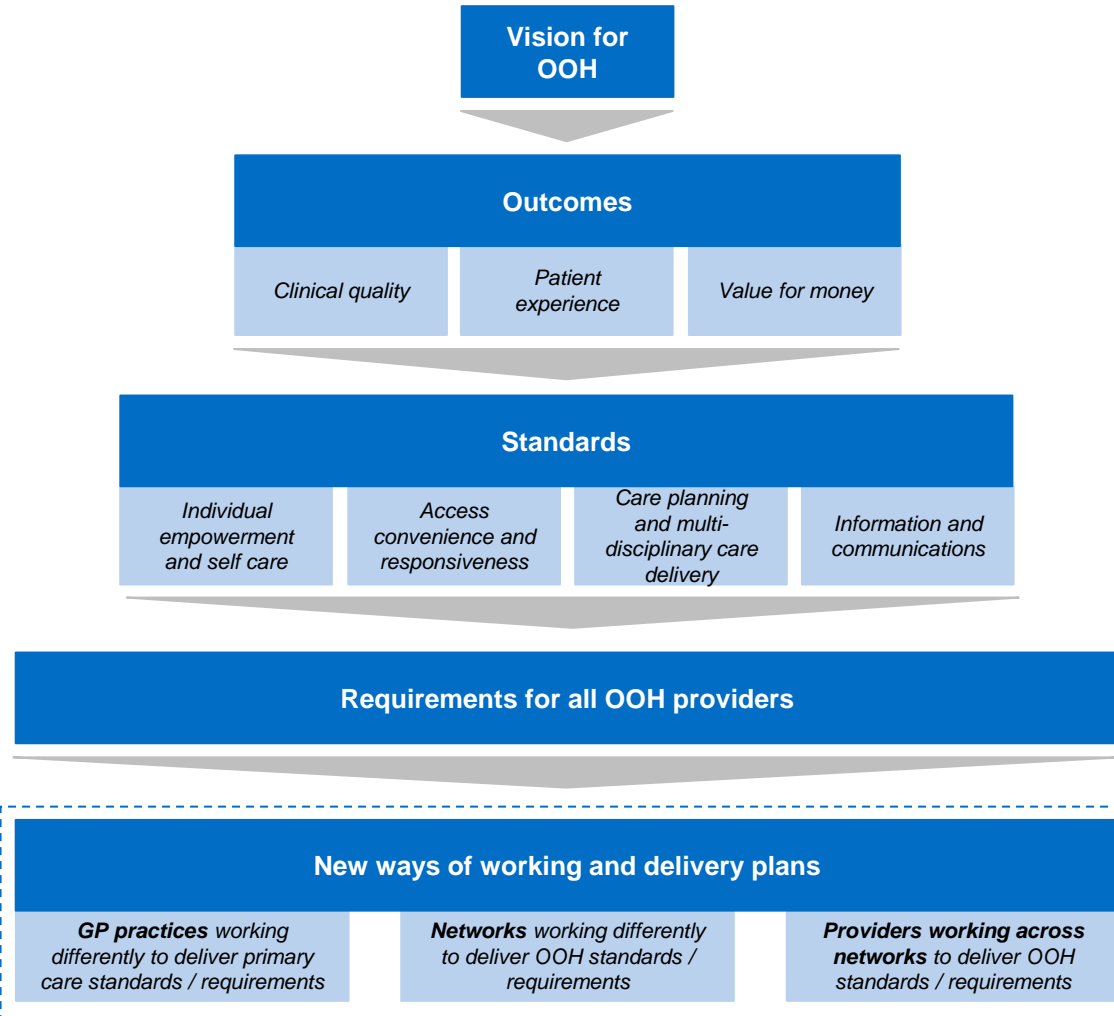 Vision for
OOH
Outcomes
Clinical quality
Patient
experience
Value for money
Standards
Individual
empowerment
and self care
Access
convenience and
responsiveness
Care planning
and multi-
disciplinary care
delivery
Information and
communications
Requirements for all OOH providers
New ways of working and delivery plans
GP practices working
differently to deliver primary
care standards / requirements
Networks working differently
to deliver OOH standards /
requirements
Providers working across
networks to deliver OOH
standards / requirements